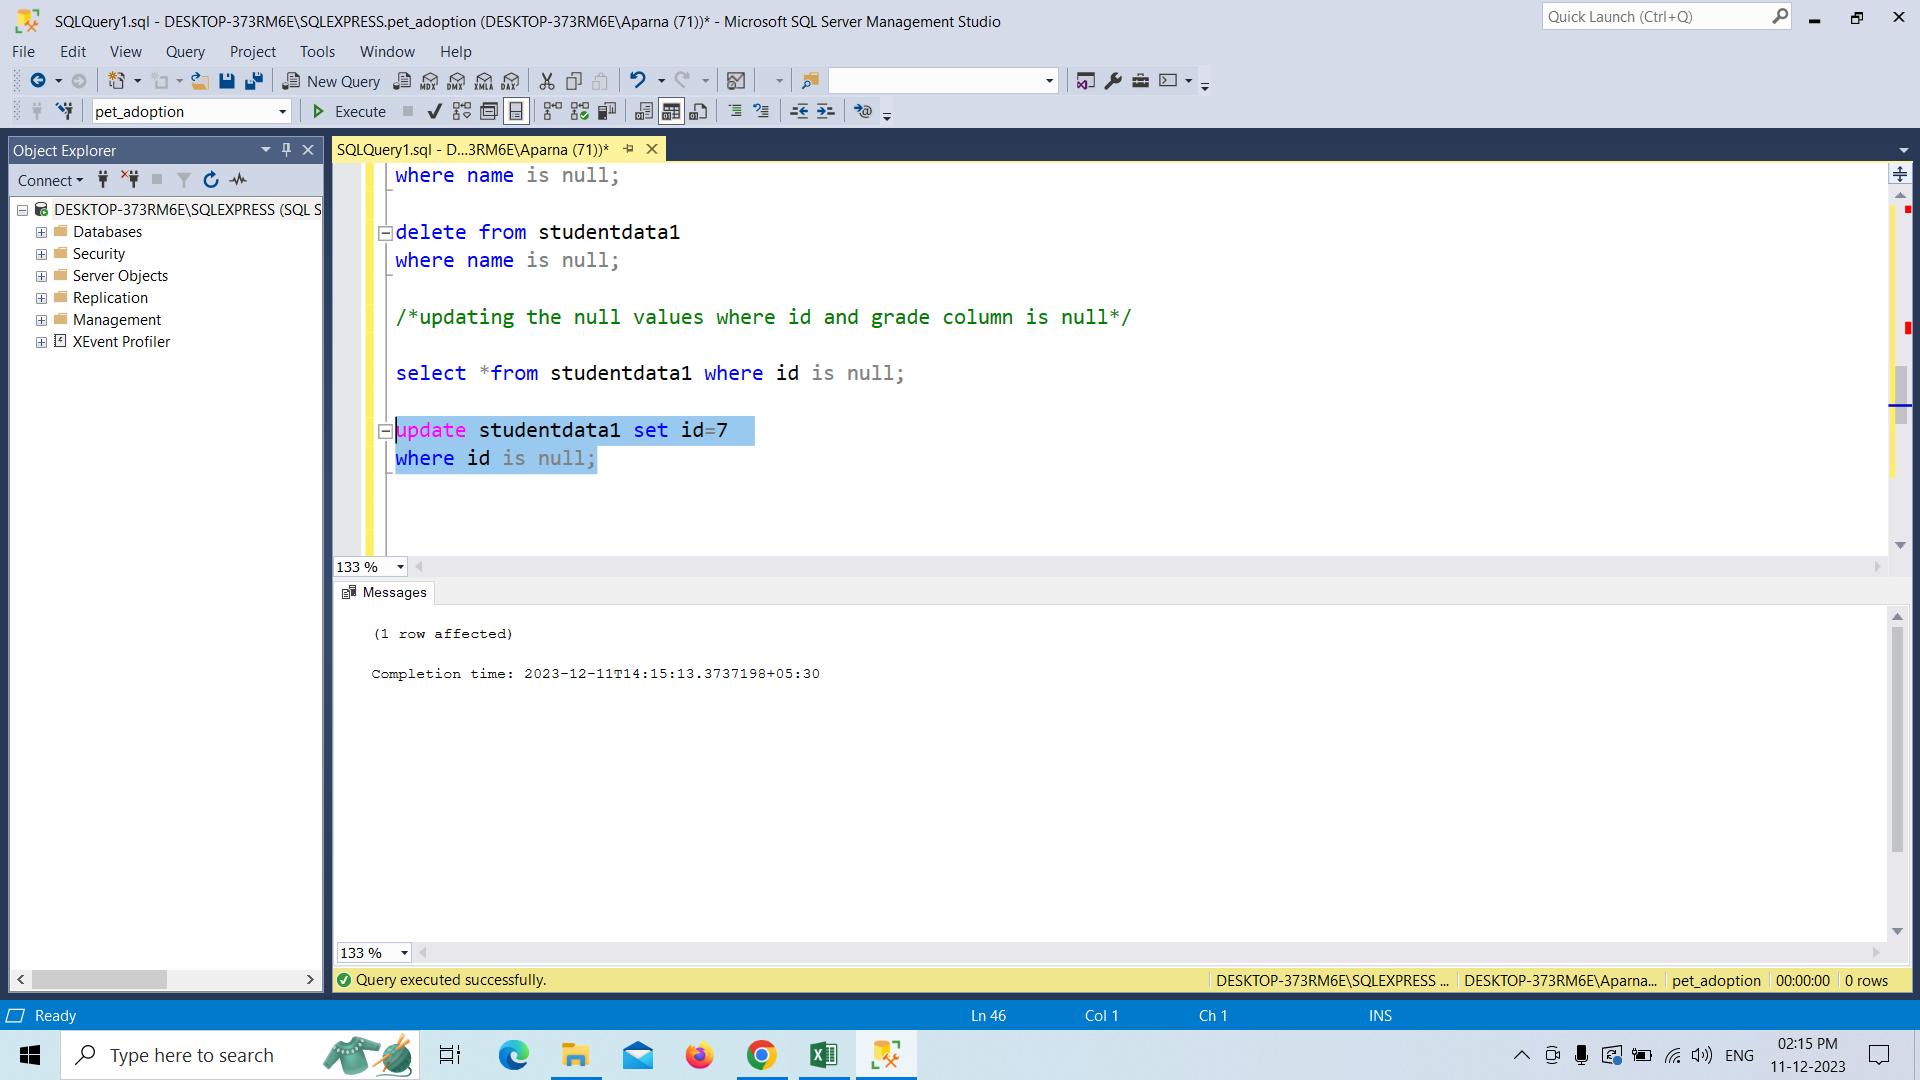 SQLQuery1.sql - DESKTOP-373RM6E\SQLEXPRESS.pet_adoption (DESKTOP-373RM6E\Aparna (71))* - Microsoft SQL Server Management Studio
Quick Launch (Ctrl+Q)
File Edit View Query Project Tools Window Help
New Query MDX DMX XMLA DAX
pet_adoption Execute
Object Explorer
SQLQuery1.sql - D...3RM6E\Aparna (71))*
Connect
DESKTOP-373RM6E\SQLEXPRESS (SQL S
Databases
Security
Server Objects
Replication
Management
XEvent Profiler
where name is null;
delete from studentdata1
where name is null;
/*updating the null values where id and grade column is null*/
select *from studentdata1 where id is null;
update studentdata1 set id=7
where id is null;
133 %
Messages
(1 row affected)
Completion time: 2023-12-11T14:15:13.3737198+05:30
133 %
Query executed successfully.
DESKTOP-373RM6E\SQLEXPRESS ... DESKTOP-373RM6E\Aparna... pet_adoption 00:00:00 0 rows
Ready Ln 46 Col 1 Ch 1 INS
Type here to search
ENG
02:15 PM
11-12-2023